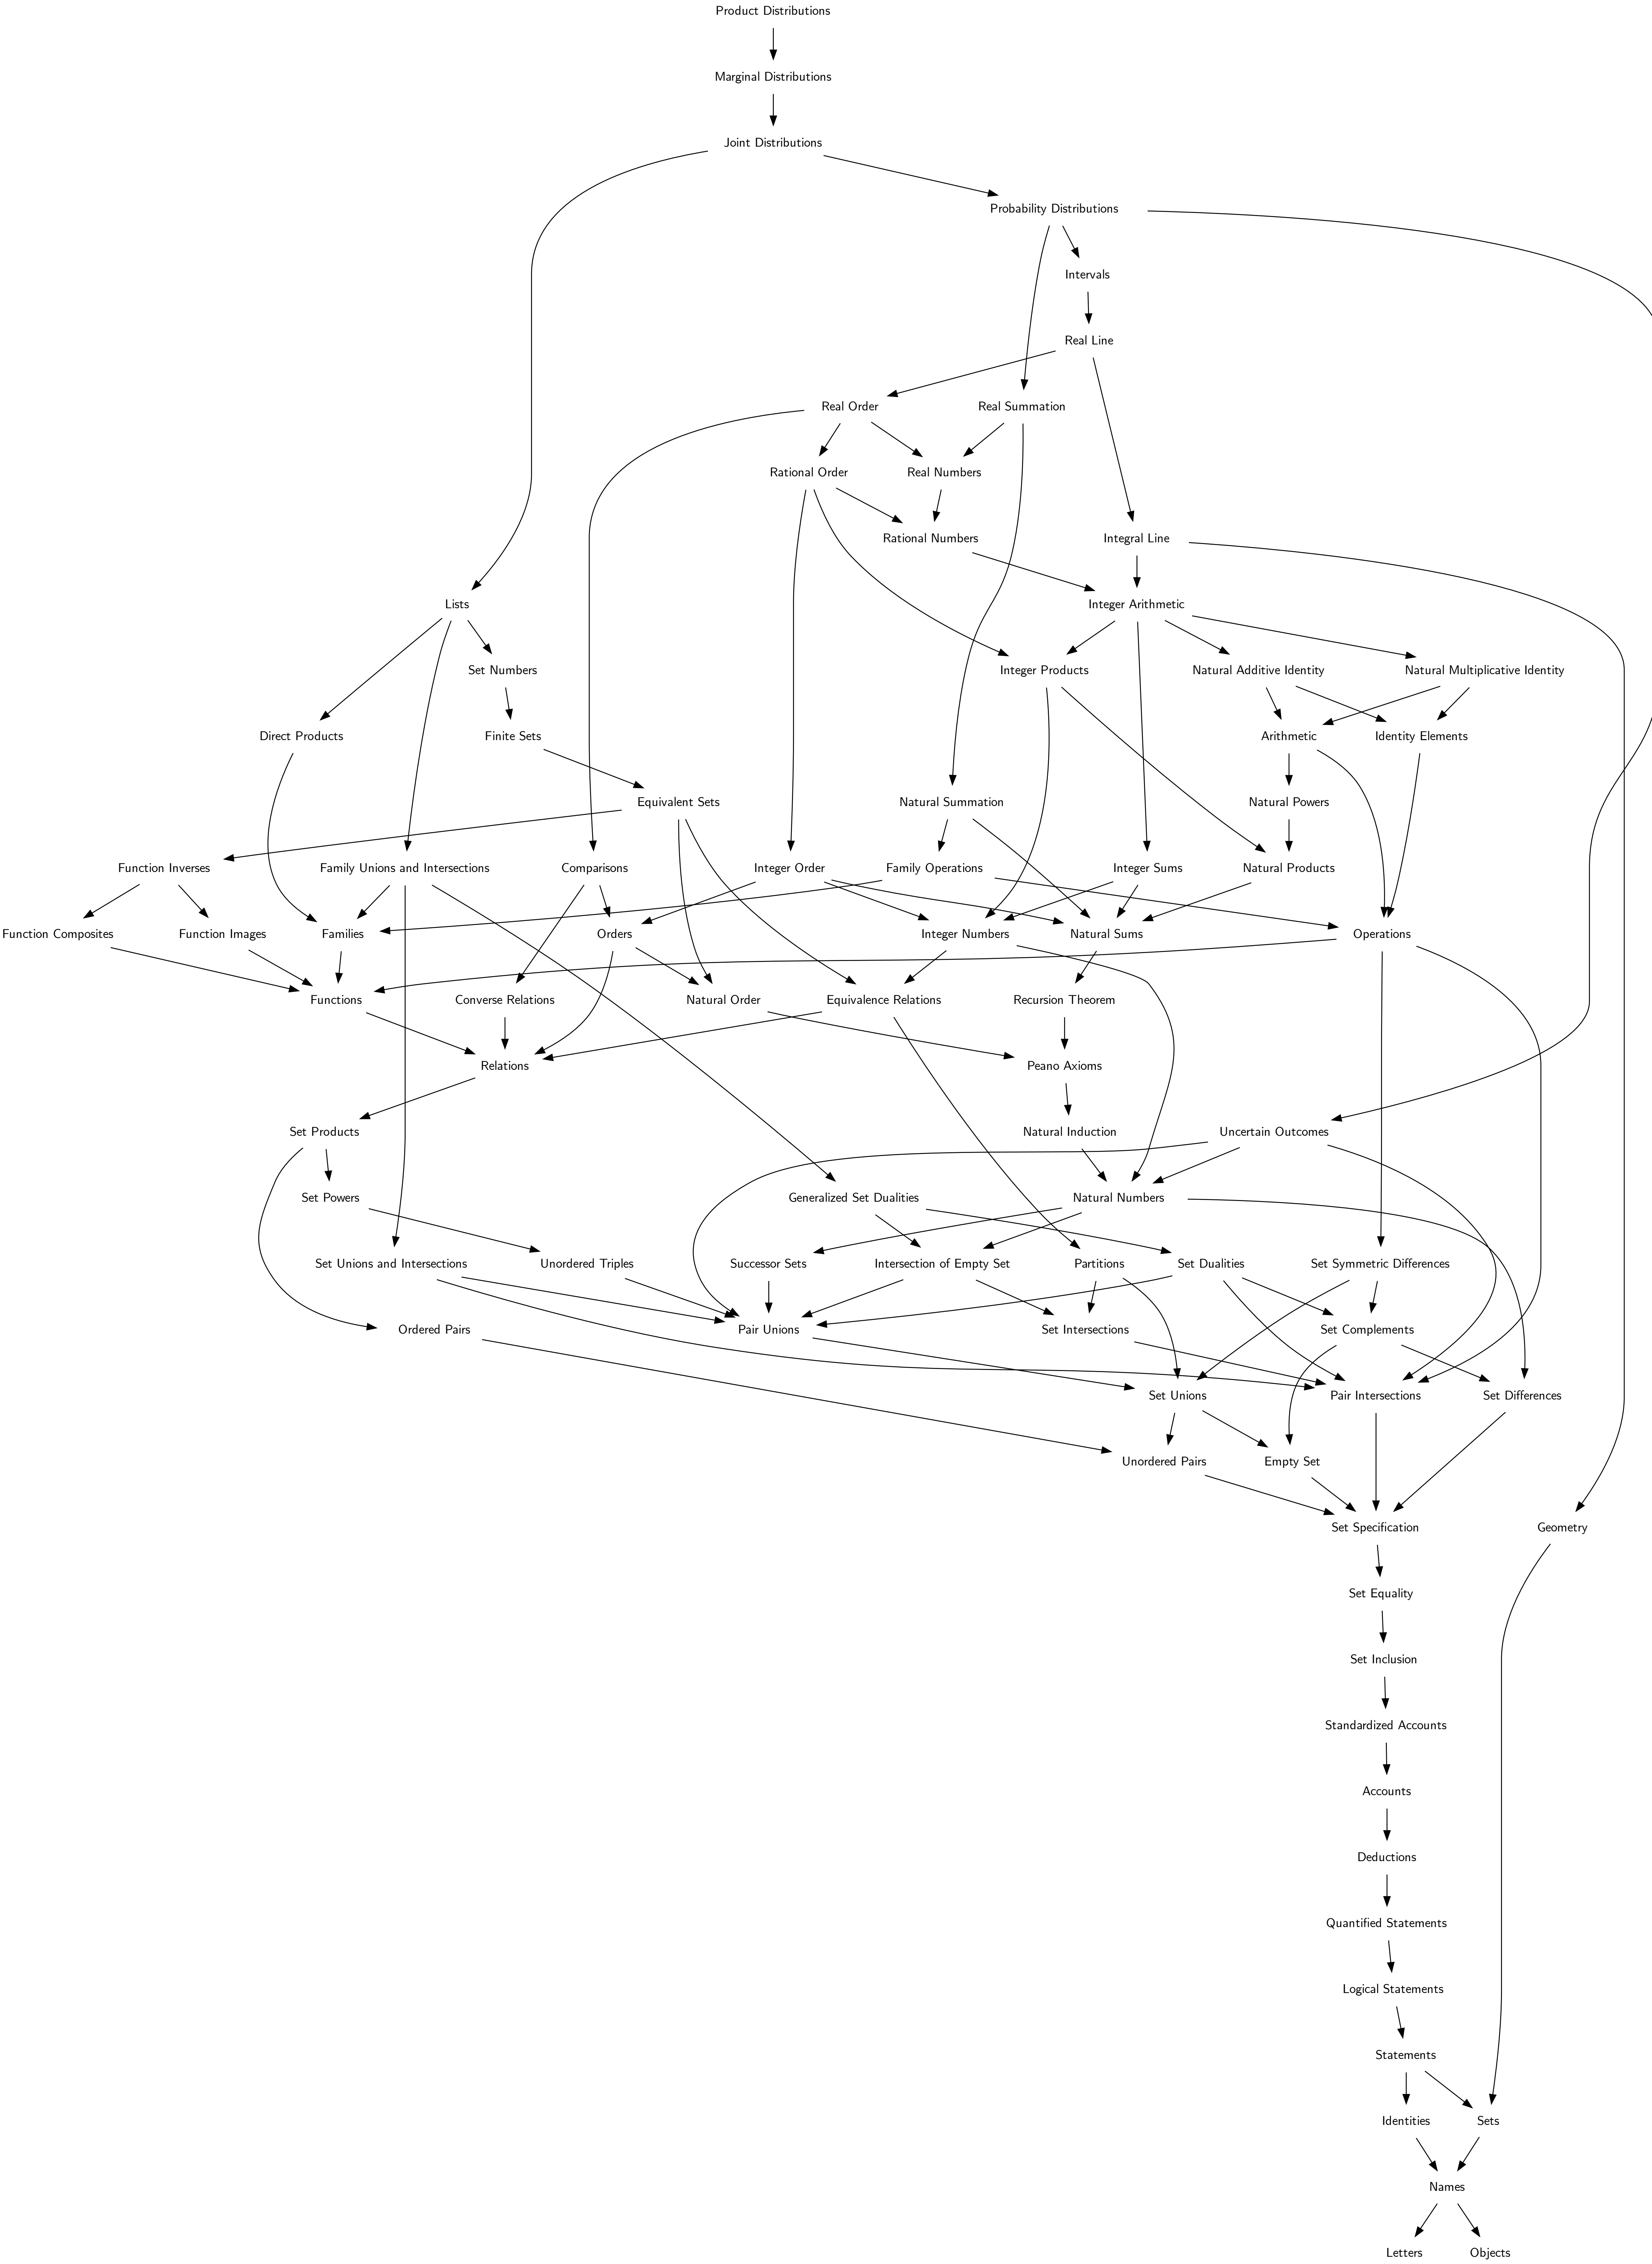 Product Distributions
Marginal Distributions
Joint Distributions
Probability Distributions
Intervals
Real Line
Real Order
Real Summation
Rational Order
Real Numbers
Rational Numbers
Integral Line
Lists
Integer Arithmetic
Set Numbers
Integer Products
Natural Additive Identity
Natural Multiplicative Identity
Direct Products
Finite Sets
Arithmetic
Identity Elements
Equivalent Sets
Natural Summation
Natural Powers
Function Inverses
Family Unions and Intersections
Comparisons
Integer Order
Family Operations
Integer Sums
Natural Products
Function Composites
Function Images
Families
Orders
Integer Numbers
Natural Sums
Operations
Functions
Converse Relations
Natural Order
Equivalence Relations
Recursion Theorem
Relations
Peano Axioms
Set Products
Natural Induction
Uncertain Outcomes
Set Powers
Generalized Set Dualities
Natural Numbers
Set Unions and Intersections
Unordered Triples
Successor Sets
Intersection of Empty Set
Partitions
Set Dualities
Set Symmetric Differences
Ordered Pairs
Pair Unions
Set Intersections
Set Complements
Set Unions
Pair Intersections
Set Differences
Unordered Pairs
Empty Set
Set Specification
Geometry
Set Equality
Set Inclusion
Standardized Accounts
Accounts
Deductions
Quantified Statements
Logical Statements
Statements
Identities
Sets
Names
Letters
Objects